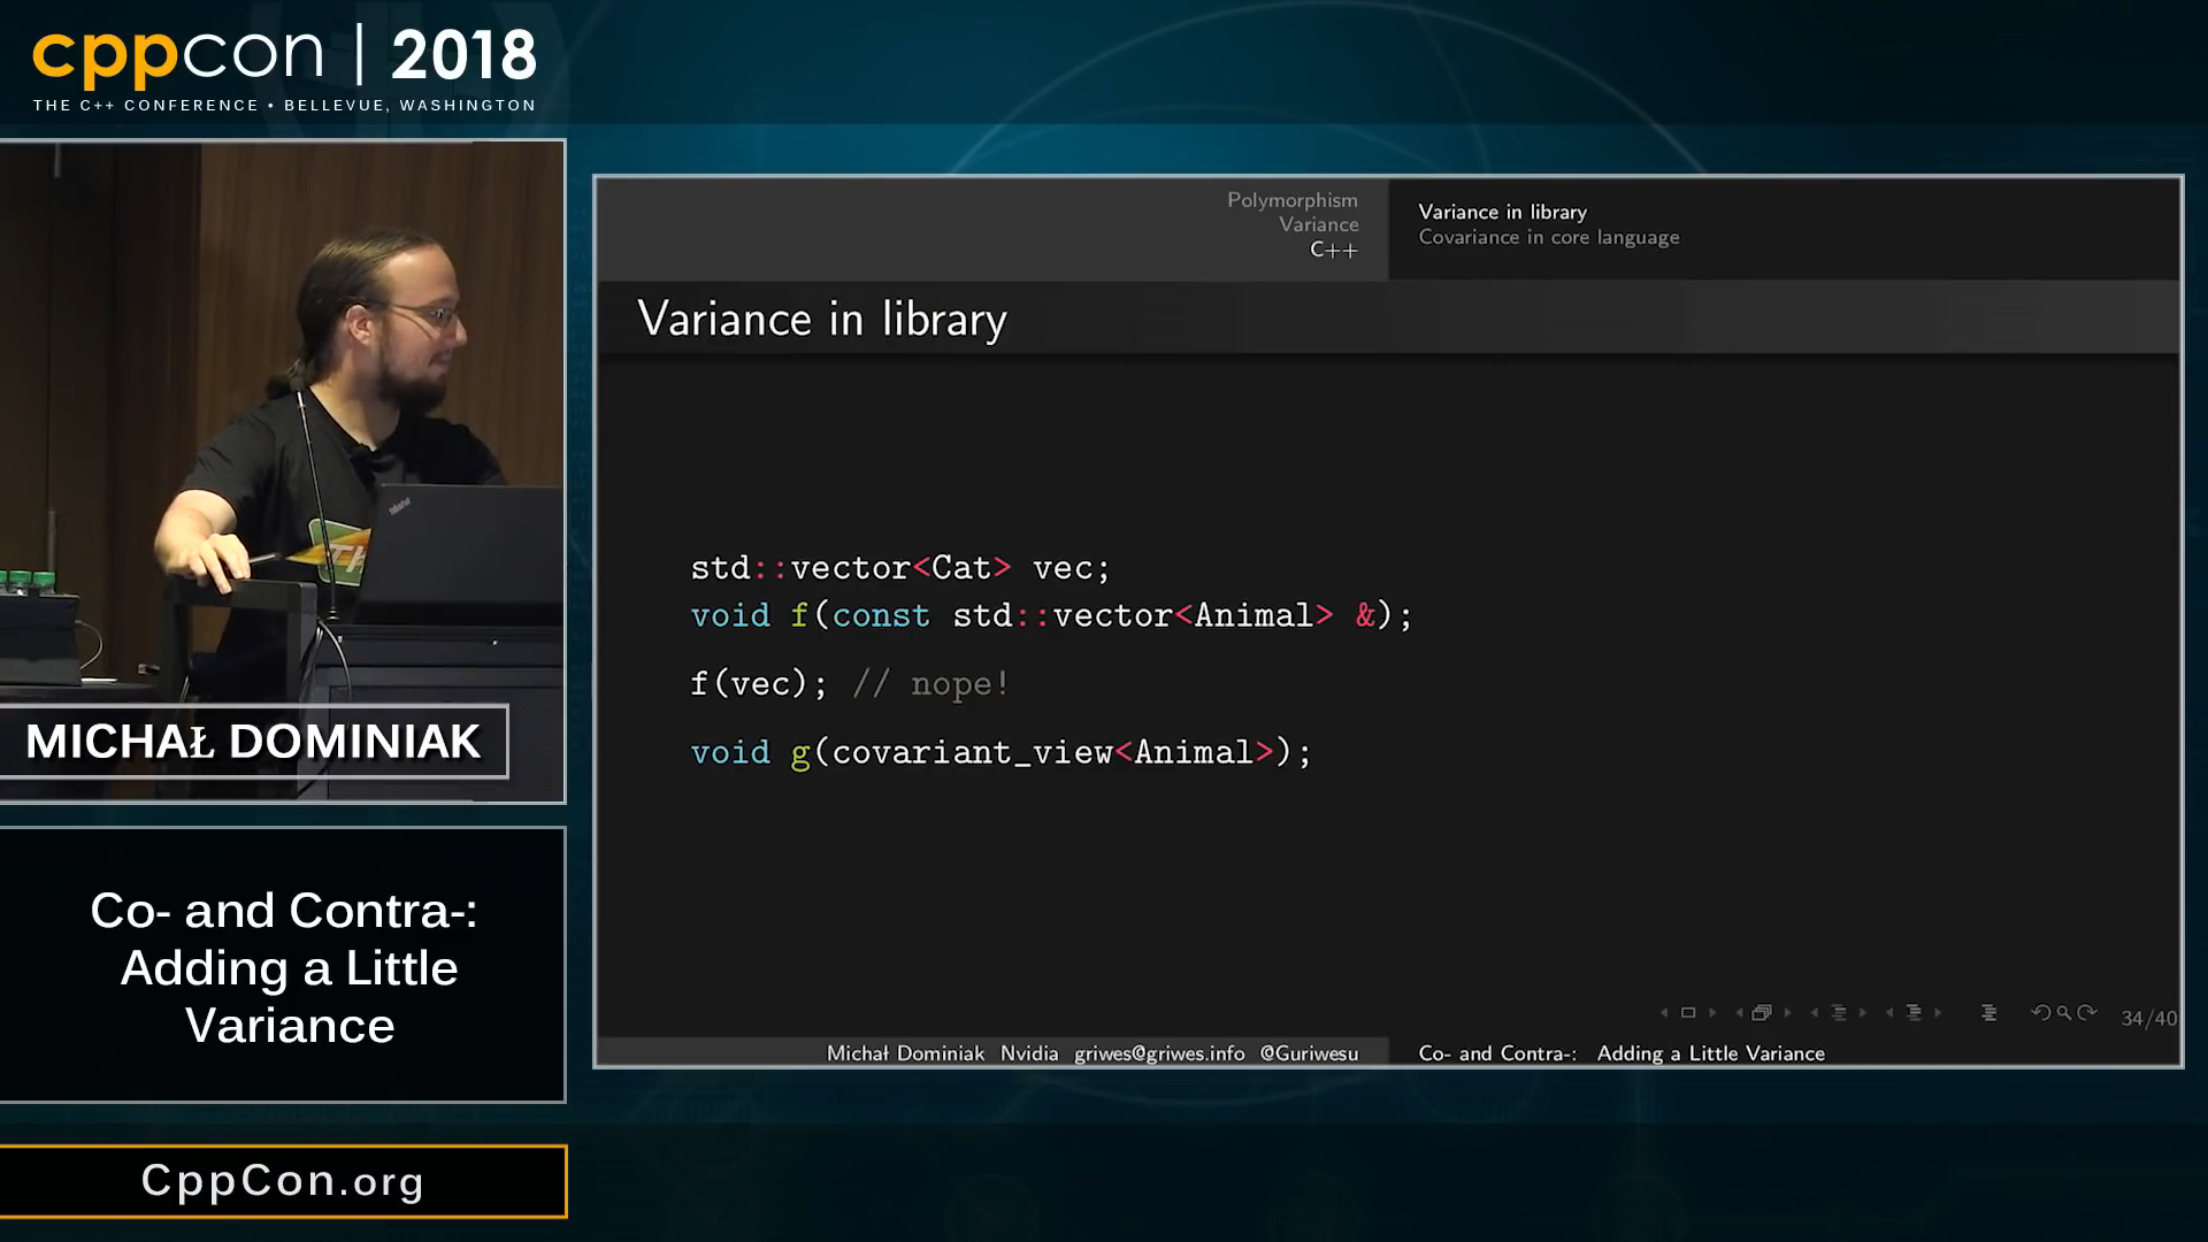 cppcon | 2018
THE C++ CONFERENCE • BELLEVUE, WASHINGTON
MICHAŁ DOMINIAK
Co- and Contra-:
Adding a Little
Variance
CppCon.org
Polymorphism
Variance
C++
Variance in library
Covariance in core language
Variance in library
std::vector<Cat> vec;
void f(const std::vector<Animal> &);
f(vec); // nope!
void g(covariant_view<Animal>);
34/40
Michał Dominiak Nvidia griwes@griwes.info @Guriwesu
Co- and Contra-: Adding a Little Variance